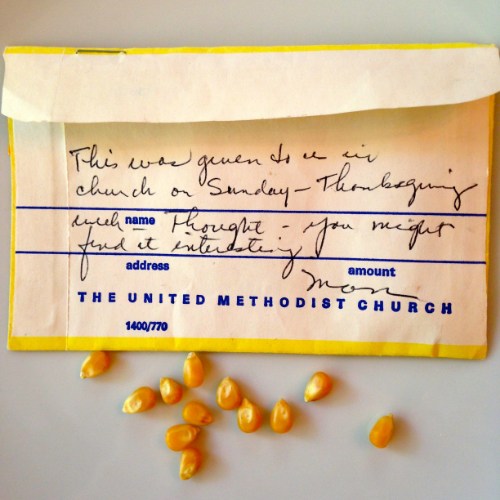 This was given to us in
church on Sunday - Thanksgiving
week - thought - you might
name
find it interesting
address
amount
Mom
THE UNITED METHODIST CHURCH
1400/770